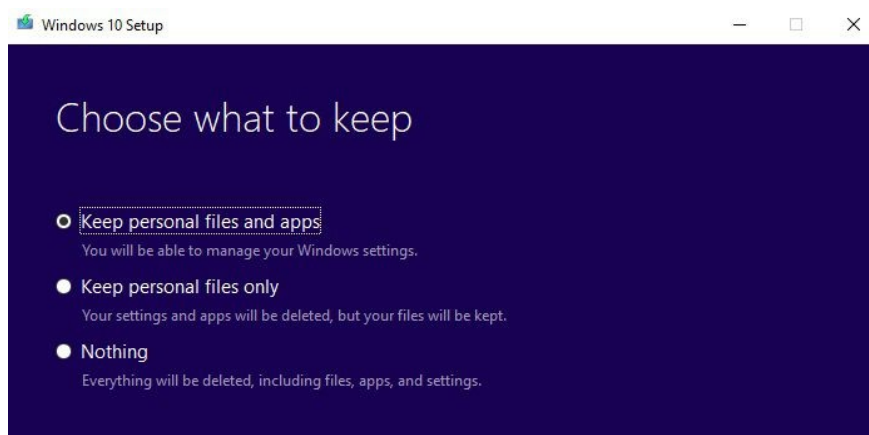 Windows 10 Setup
Choose what to keep
Keep personal files and apps
You will be able to manage your Windows settings.
Keep personal files only
Your settings and apps will be deleted, but your files will be kept.
Nothing
Everything will be deleted, including files, apps, and settings.